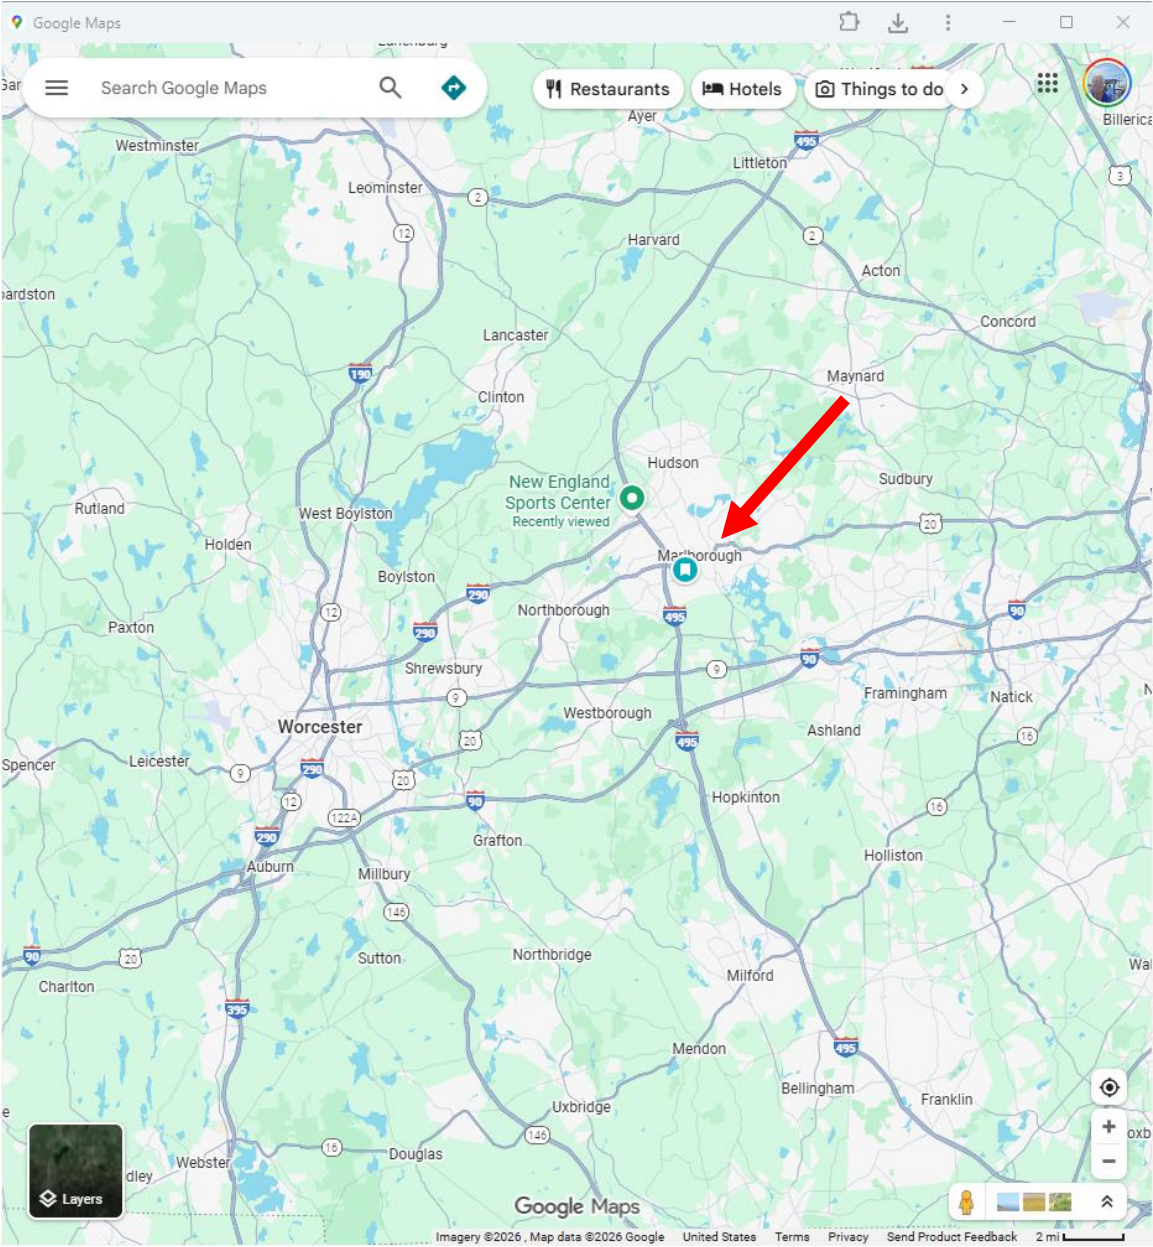 Google Maps
Lunenburg
Search Google Maps
Restaurants
Hotels
Things to do
Ayer
Billerica
Westminster
495
Littleton
3
Leominster
2
12
Harvard
2
Acton
Concord
Lancaster
190
Maynard
Clinton
Hudson
New England
Sports Center
Recently viewed
Sudbury
Rutland
West Boylston
20
Holden
Marlborough
Boylston
290
Northborough
12
495
90
Paxton
290
Shrewsbury
9
90
9
Framingham
Natick
Westborough
Worcester
Ashland
20
495
16
Spencer
Leicester
9
290
20
12
90
Hopkinton
16
122A
290
Grafton
Holliston
Auburn
Millbury
146
90
20
Sutton
Northbridge
Milford
Charlton
395
Mendon
495
Bellingham
Franklin
Uxbridge
146
16
Douglas
Webster
dley
oxb
Layers
Google Maps
Imagery ©2026 , Map data ©2026 Google United States Terms Privacy Send Product Feedback 2 mi